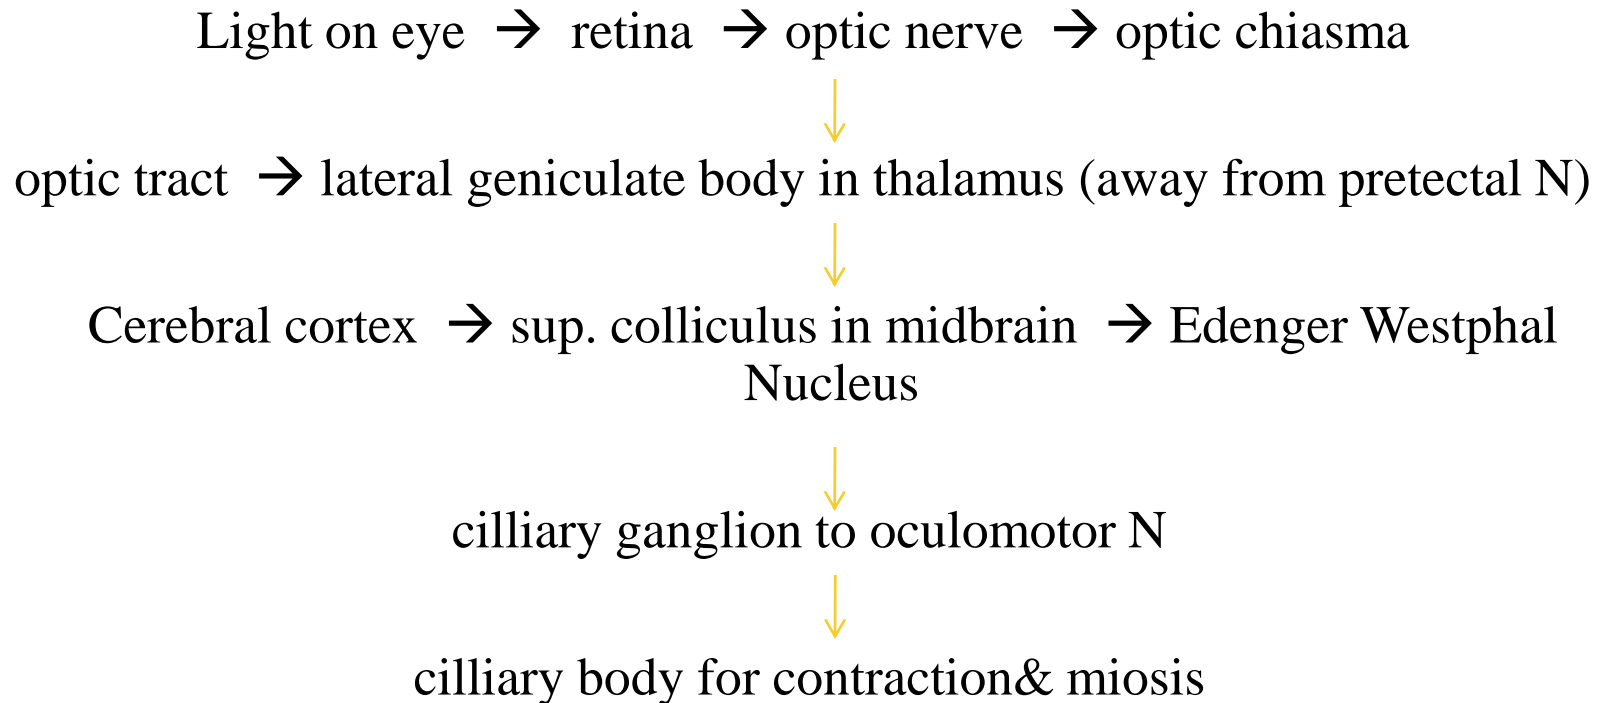 Light on eye → retina → optic nerve → optic chiasma
optic tract → lateral geniculate body in thalamus (away from pretectal N)
Cerebral cortex → sup. colliculus in midbrain → Edenger Westphal
Nucleus
cilliary ganglion to oculomotor N
cilliary body for contraction& miosis